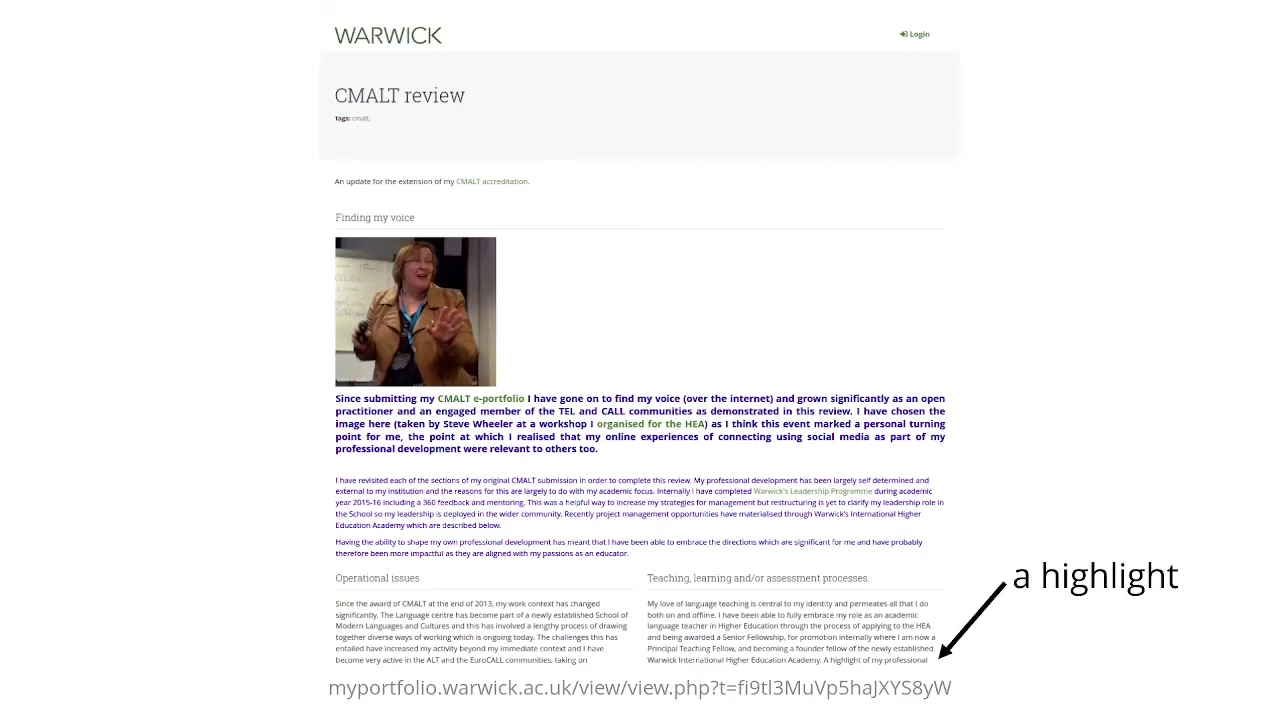 WARWICK
Login
CMALT review
Tags: cmalt.
An update for the extension of my CMALT accreditation.
Finding my voice
Since submitting my CMALT e-portfolio I have gone on to find my voice (over the internet) and grown significantly as an open
practitioner and an engaged member of the TEL and CALL communities as demonstrated in this review. I have chosen the
image here (taken by Steve Wheeler at a workshop I organised for the HEA) as I think this event marked a personal turning
point for me, the point at which I realised that my online experiences of connecting using social media as part of my
professional development were relevant to others too.
I have revisited each of the sections of my original CMALT submission in order to complete this review. My professional development has been largely self determined and
external to my institution and the reasons for this are largely to do with my academic focus. Internally I have completed Warwick's Leadership Programme during academic
year 2015-16 including a 360 feedback and mentoring. This was a helpful way to increase my strategies for management but restructuring is yet to clarify my leadership role in
the School so my leadership is deployed in the wider community. Recently project management opportunities have materialised through Warwick's International Higher
Education Academy which are described below.
Having the ability to shape my own professional development has meant that I have been able to embrace the directions which are significant for me and have probably
therefore been more impactful as they are aligned with my passions as an educator.
Operational issues
Since the award of CMALT at the end of 2013, my work context has changed
significantly. The Language centre has become part of a newly established School of
Modern Languages and Cultures and this has involved a lengthy process of drawing
together diverse ways of working which is ongoing today. The challenges this has
entailed have increased my activity beyond my immediate context and I have
become very active in the ALT and the EuroCALL communities, taking on
Teaching, learning and/or assessment processes.
My love of language teaching is central to my identity and permeates all that I do
both on and offline. I have been able to fully embrace my role as an academic
language teacher in Higher Education through the process of applying to the HEA
and being awarded a Senior Fellowship, for promotion internally where I am now a
Principal Teaching Fellow, and becoming a founder fellow of the newly established
Warwick International Higher Education Academy. A highlight of my professional
a highlight
myportfolio.warwick.ac.uk/view/view.php?t=fi9tl3MuVp5haJXYS8yW